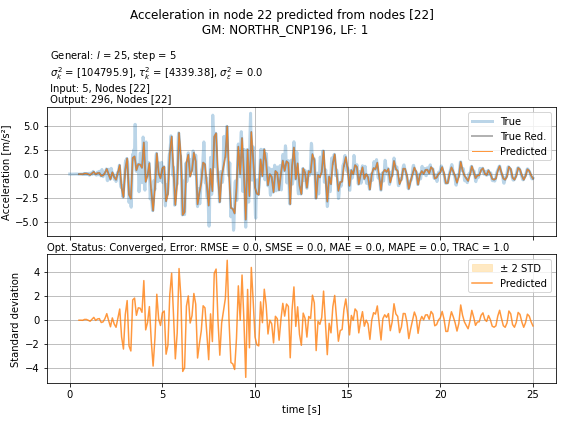 Acceleration in node 22 predicted from nodes [22]
GM: NORTHR_CNP196, LF: 1
General: l = 25, step = 5
σ²ₖ = [104795.9], τ²ₖ = [4339.38], σ²_ε = 0.0
Input: 5, Nodes [22]
Output: 296, Nodes [22]
Acceleration [m/s²]
5.0
2.5
0.0
−2.5
−5.0
True
True Red.
Predicted
Opt. Status: Converged, Error: RMSE = 0.0, SMSE = 0.0, MAE = 0.0, MAPE = 0.0, TRAC = 1.0
Standard deviation
4
2
0
−2
−4
± 2 STD
Predicted
0
5
10
15
20
25
time [s]